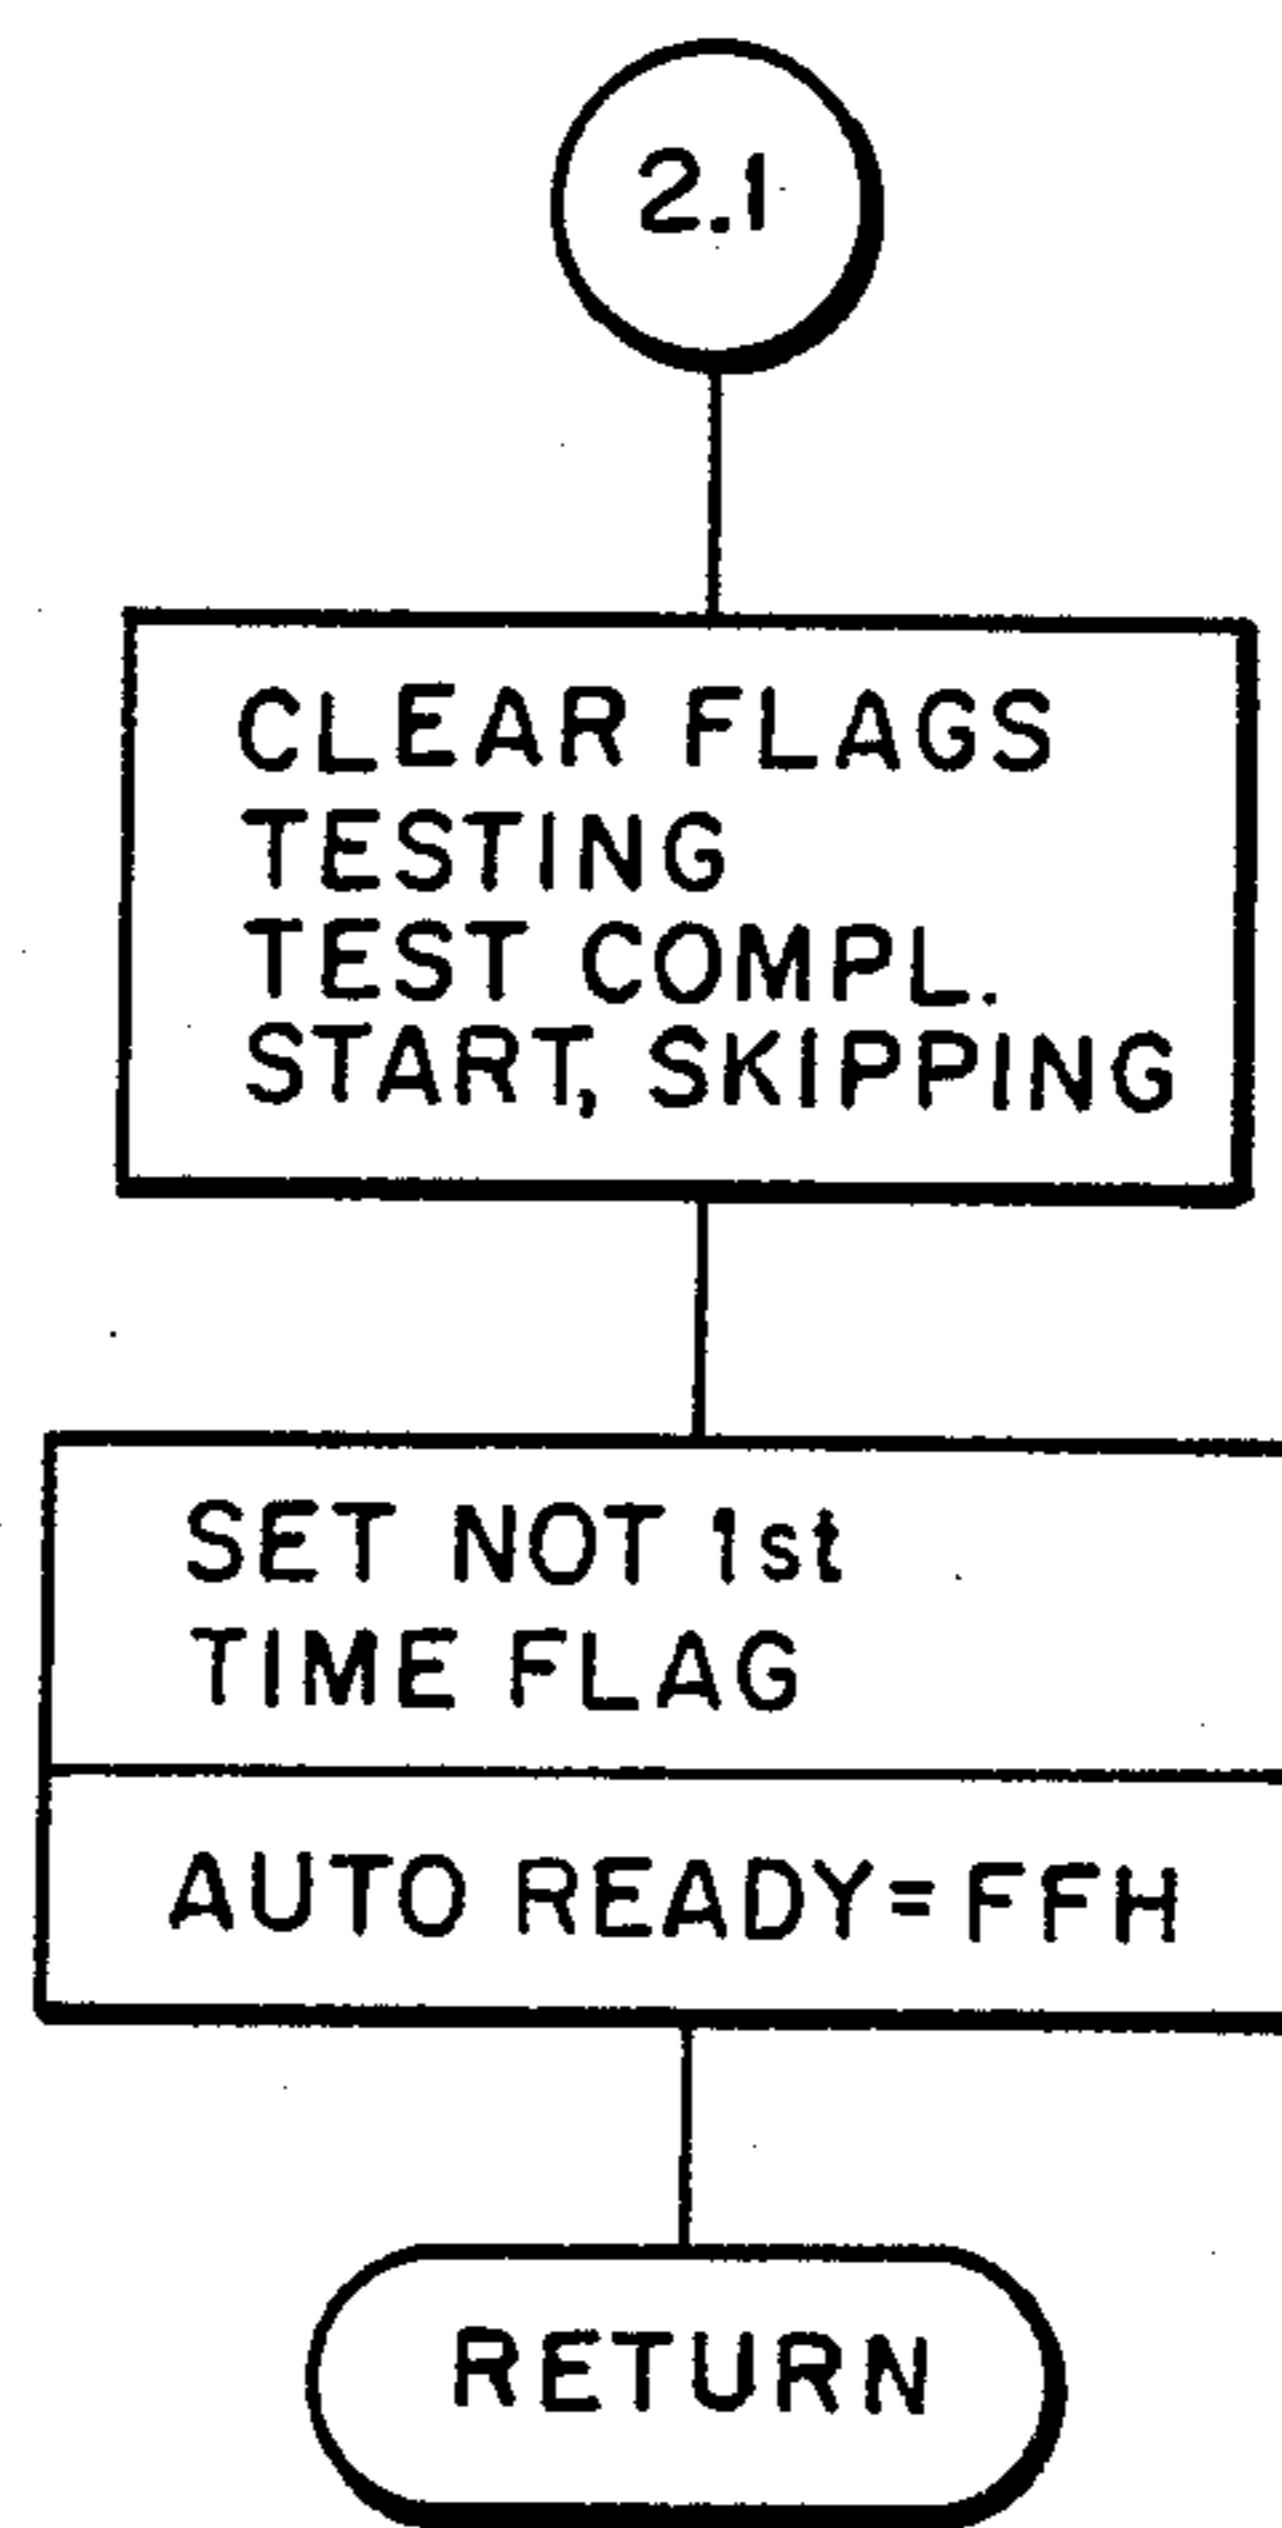 2.1
CLEAR FLAGS
TESTING
TEST COMPL.
START, SKIPPING
SET NOT 1st
TIME FLAG
AUTO READY=FFH
RETURN